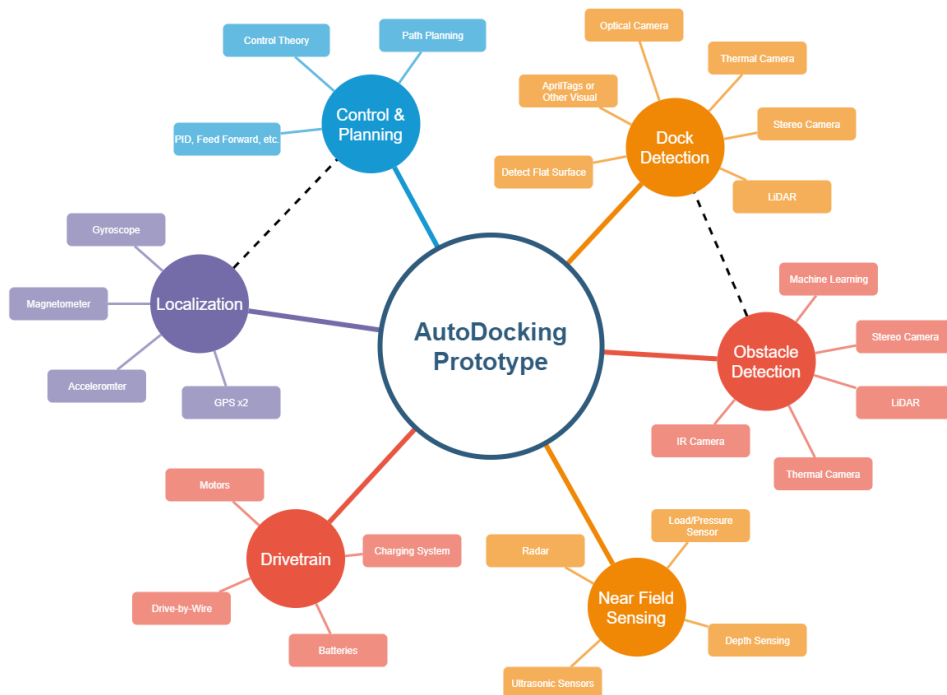 Optical Camera
Control Theory
Path Planning
Thermal Camera
AprilTags or
Other Visual
Control &
Planning
Dock
Detection
Stereo Camera
PID, Feed Forward, etc.
Detect Flat Surface
LiDAR
Gyroscope
Machine Learning
Magnetometer
Localization
AutoDocking
Prototype
Obstacle
Detection
Stereo Camera
Acceleromter
GPS x2
LiDAR
IR Camera
Thermal Camera
Motors
Load/Pressure
Sensor
Radar
Drivetrain
Charging System
Drive-by-Wire
Near Field
Sensing
Batteries
Depth Sensing
Ultrasonic Sensors